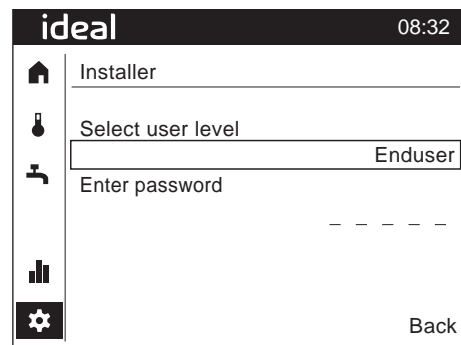 ideal 08:32
Installer
Select user level
Enduser
Enter password
_ _ _ _ _
Back